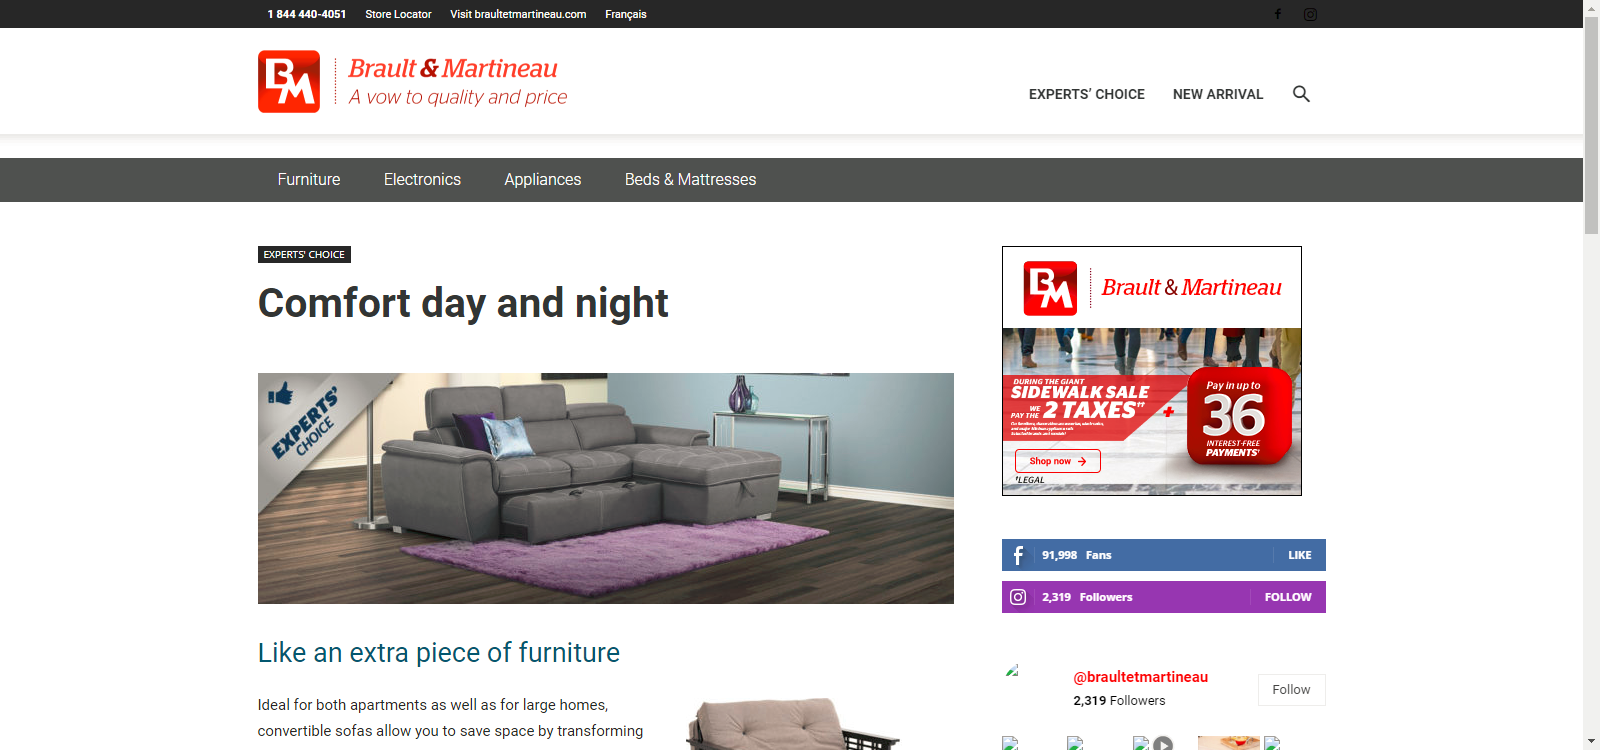 1 844 440-4051 Store Locator Visit braultetmartineau.com Français
BM Brault & Martineau
A vow to quality and price
EXPERTS' CHOICE NEW ARRIVAL
Furniture Electronics Appliances Beds & Mattresses
EXPERTS' CHOICE
Comfort day and night
EXPERTS'
CHOICE
Like an extra piece of furniture
Ideal for both apartments as well as for large homes,
convertible sofas allow you to save space by transforming
BM Brault & Martineau
DURING THE GIANT
SIDEWALK SALE
WE
PAY THE 2 TAXES††
+
Pay in up to
36
INTEREST-FREE
PAYMENTS
Shop now →
LEGAL
91,998 Fans LIKE
2,319 Followers FOLLOW
@braultetmartineau
2,319 Followers
Follow